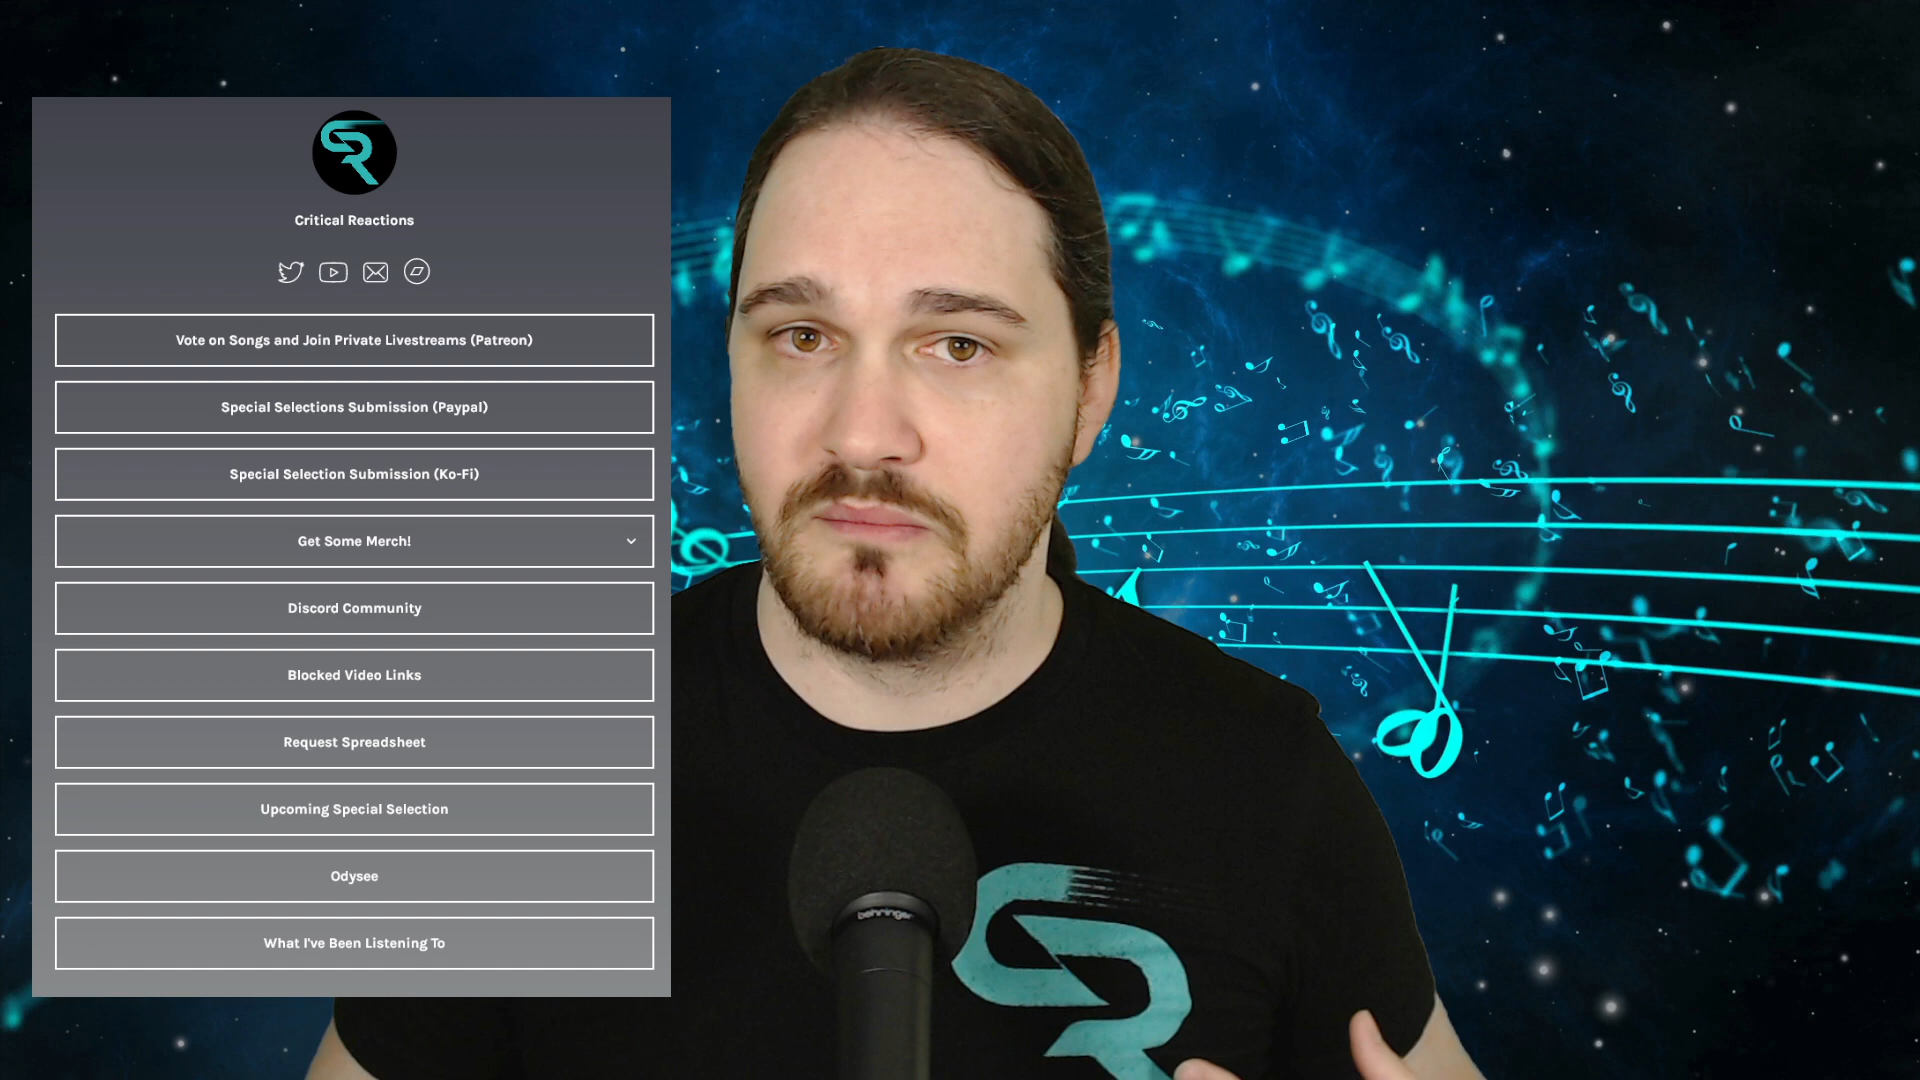 Critical Reactions
Vote on Songs and Join Private Livestreams (Patreon)
Special Selections Submission (Paypal)
Special Selection Submission (Ko-Fi)
Get Some Merch!
Discord Community
Blocked Video Links
Request Spreadsheet
Upcoming Special Selection
Odysee
What I've Been Listening To
behringer